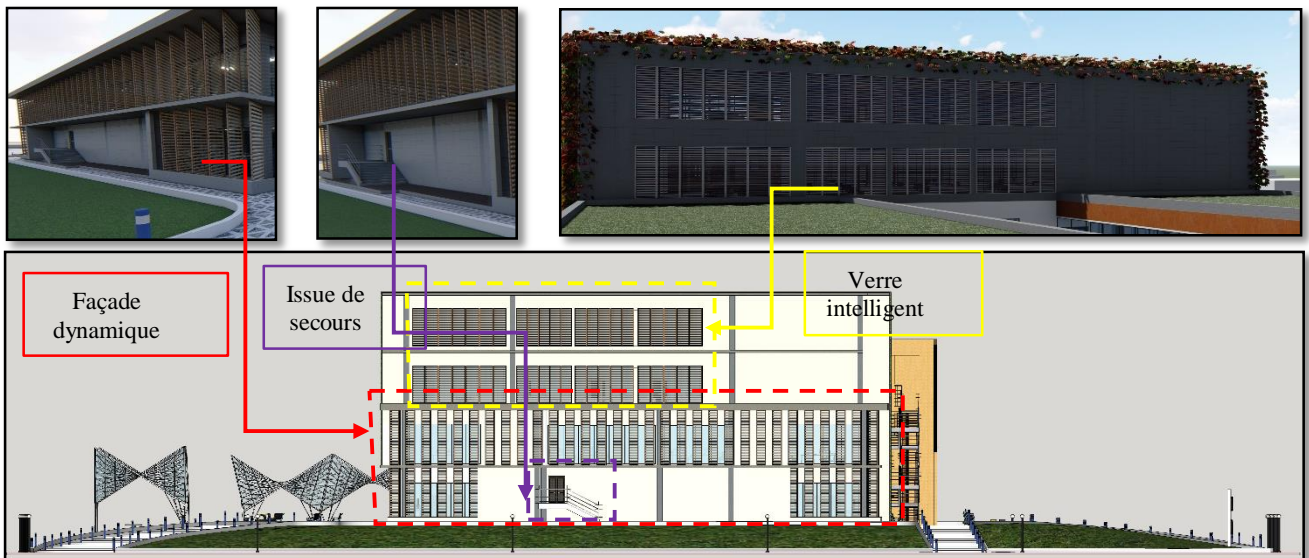 Façade
dynamique
Issue de
secours
Verre
intelligent